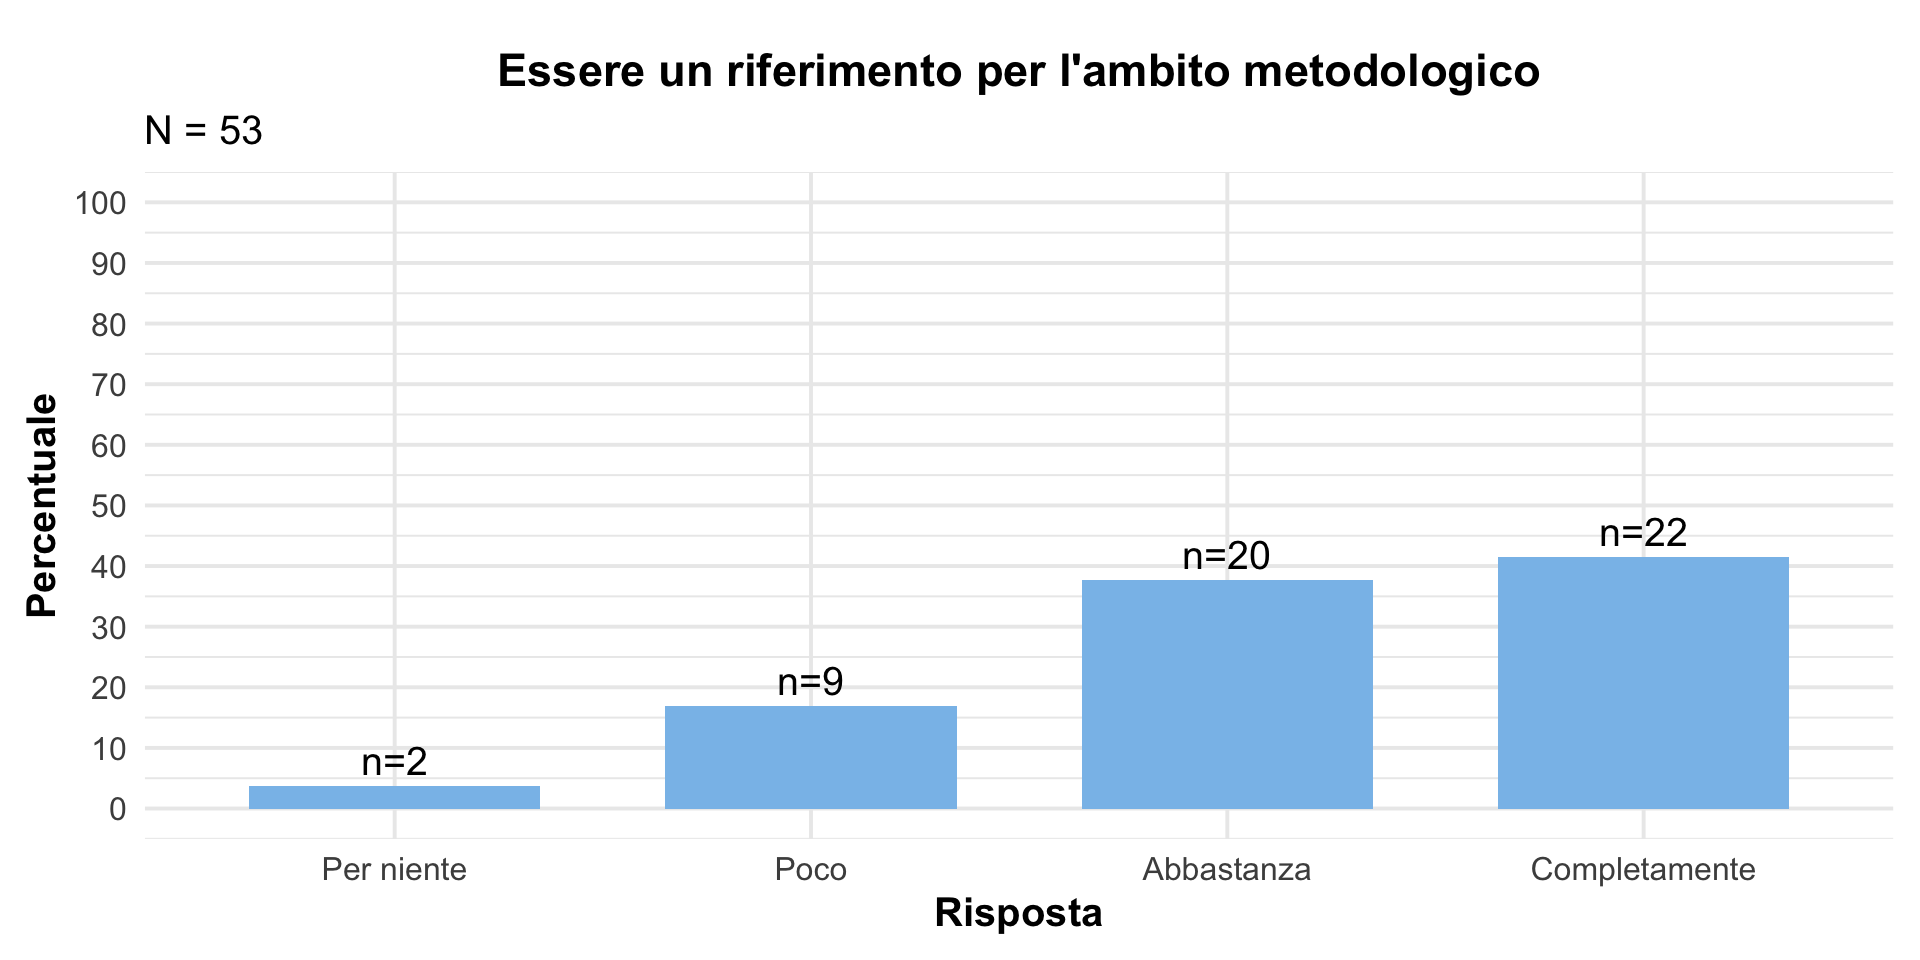 Essere un riferimento per l'ambito metodologico
N = 53
Percentuale
100
90
80
70
60
50
40
30
20
10
0
n=2
n=9
n=20
n=22
Per niente
Poco
Abbastanza
Completamente
Risposta